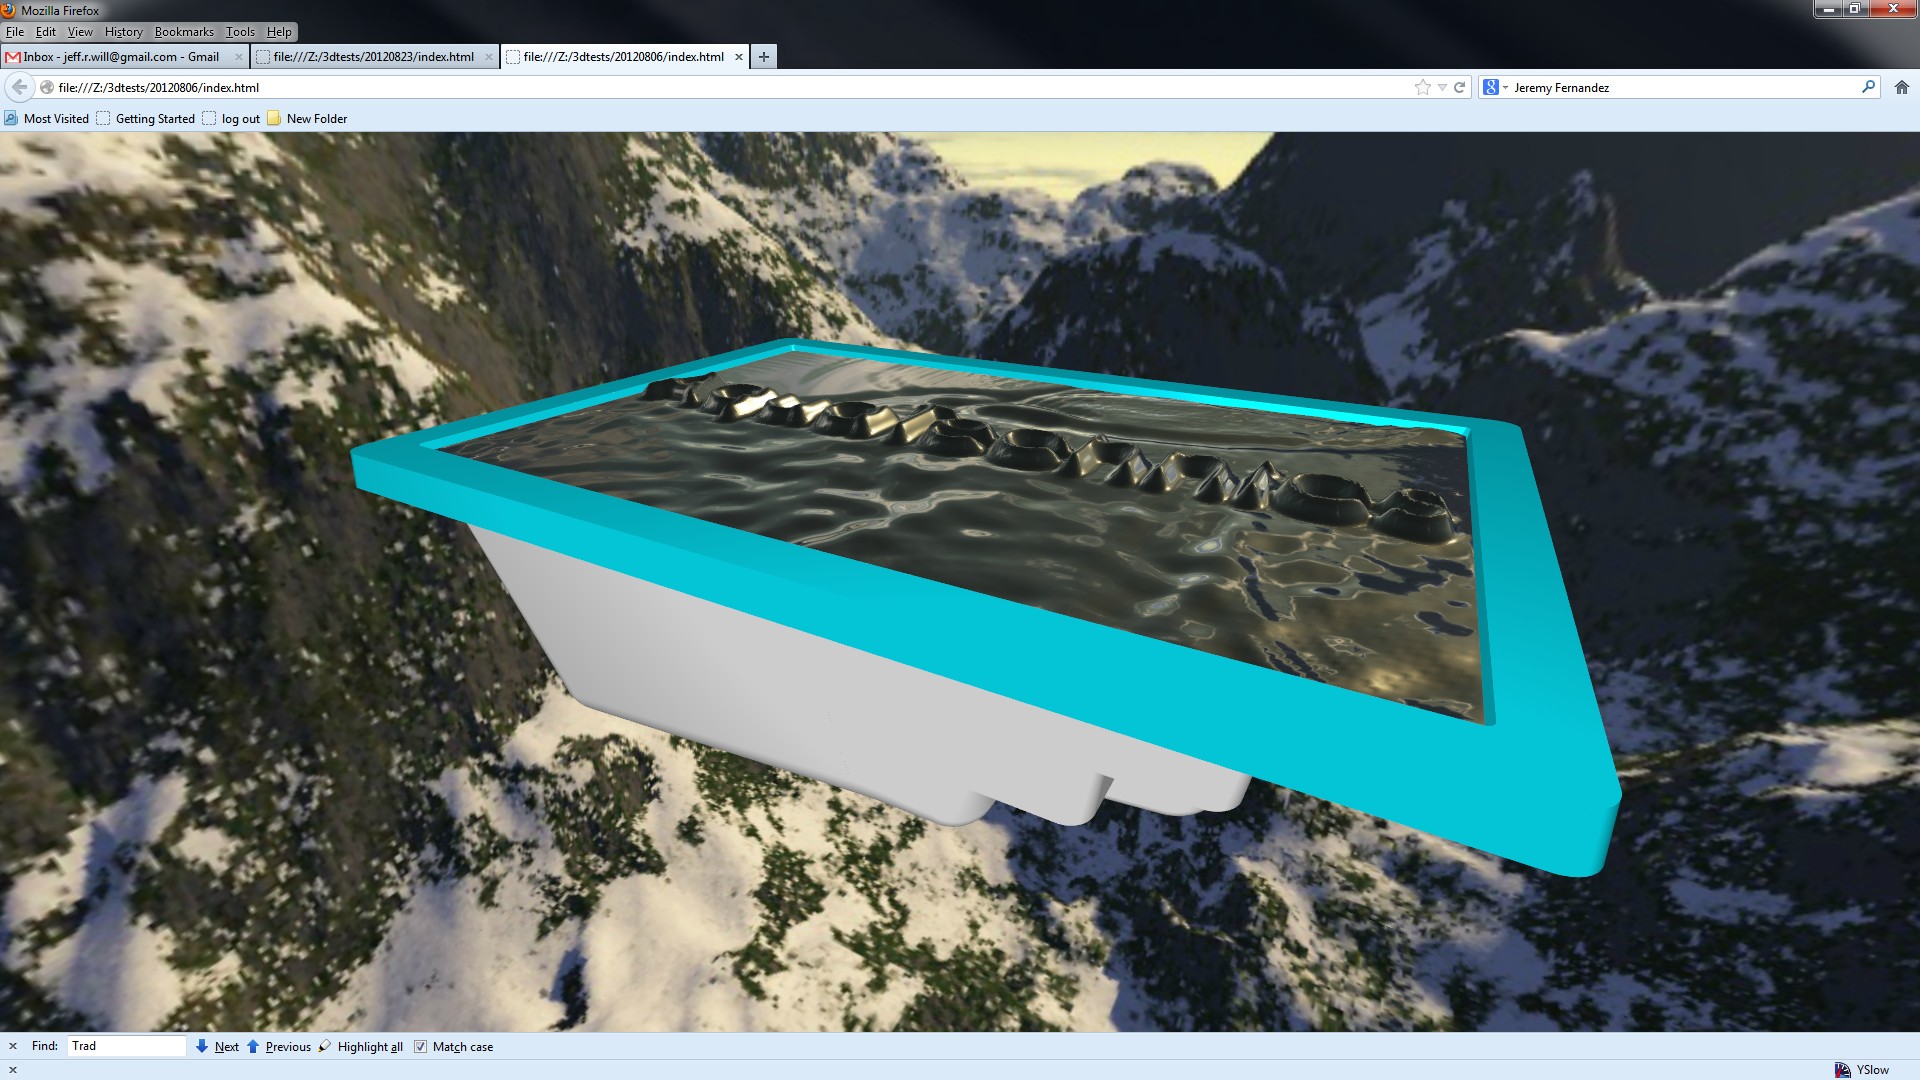 Mozilla Firefox
File Edit View History Bookmarks Tools Help
Inbox - jeff.r.will@gmail.com - Gmail file:///Z:/3dtests/20120823/index.html file:///Z:/3dtests/20120806/index.html
file:///Z:/3dtests/20120806/index.html Jeremy Fernandez
Most Visited Getting Started log out New Folder
Find: Trad Next Previous Highlight all Match case
YSlow